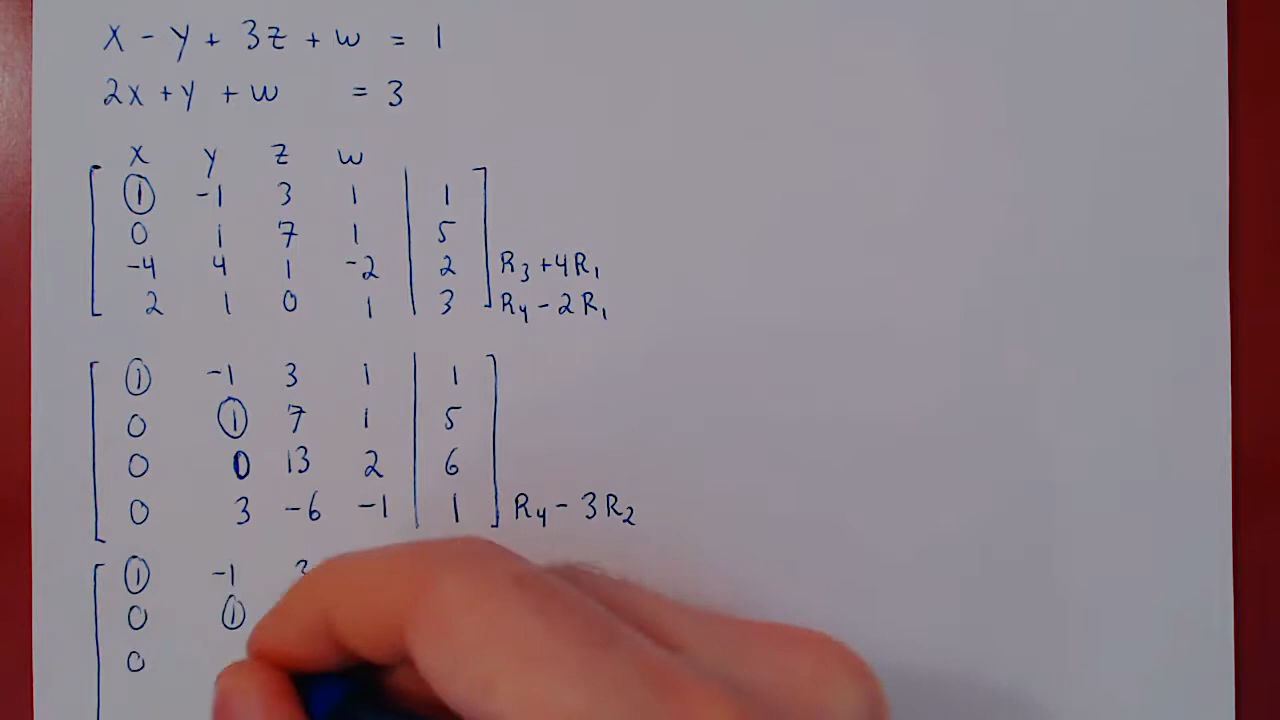 x - y + 3z + w = 1
2x + y + w = 3
x y z w
1 -1 3 1 1
0 1 7 1 5
-4 4 1 -2 2 R3 + 4R1
2 1 0 1 3 R4 - 2R1
1 -1 3 1 1
0 1 7 1 5
0 0 13 2 6
0 3 -6 -1 1 R4 - 3R2
1 -1
0 1
0